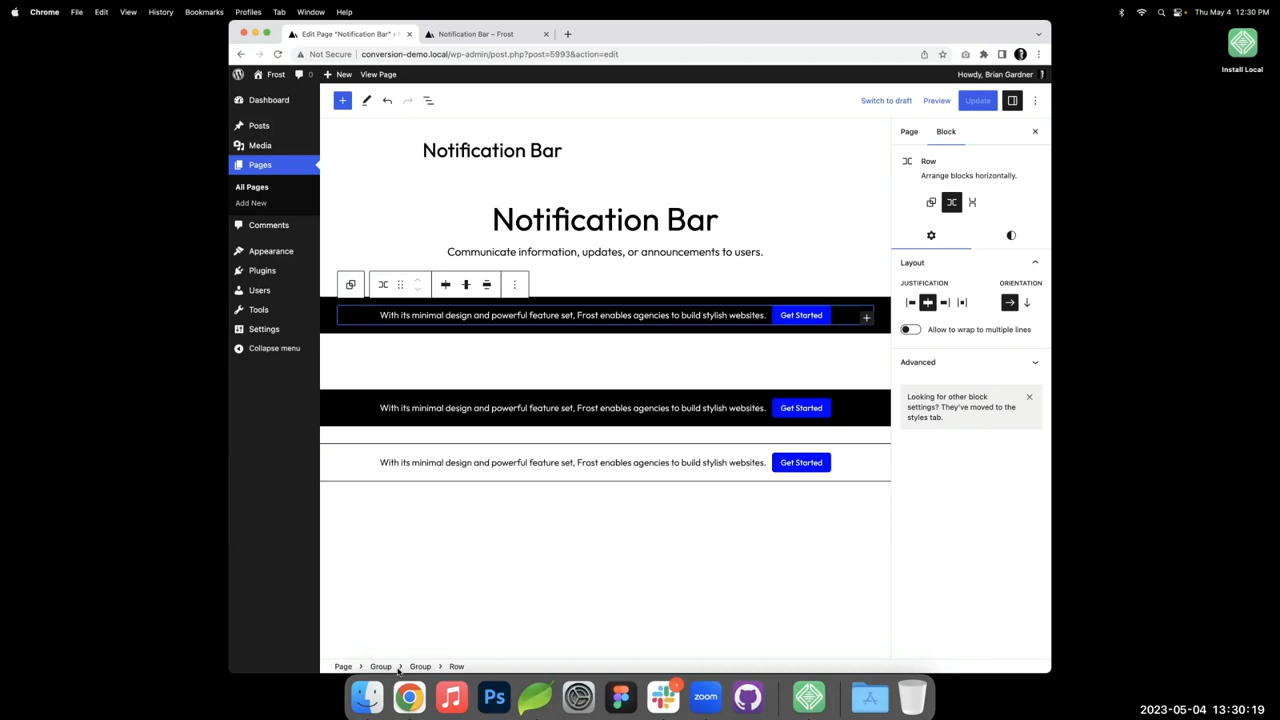 Chrome File Edit View History Bookmarks Profiles Tab Window Help
Thu May 4 12:30 PM
Install Local
Edit Page "Notification Bar" ‹
Notification Bar – Frost
Not Secure conversion-demo.local/wp-admin/post.php?post=5993&action=edit
Frost 0 New View Page
Howdy, Brian Gardner
Dashboard
Posts
Media
Pages
All Pages
Add New
Comments
Appearance
Plugins
Users
Tools
Settings
Collapse menu
Switch to draft Preview Update
Notification Bar
Notification Bar
Communicate information, updates, or announcements to users.
With its minimal design and powerful feature set, Frost enables agencies to build stylish websites. Get Started
With its minimal design and powerful feature set, Frost enables agencies to build stylish websites. Get Started
With its minimal design and powerful feature set, Frost enables agencies to build stylish websites. Get Started
Page Block
Row
Arrange blocks horizontally.
Layout
JUSTIFICATION ORIENTATION
Allow to wrap to multiple lines
Advanced
Looking for other block
settings? They've moved to the
styles tab.
Page > Group > Group > Row
Ps
zoom
2023-05-04 13:30:19